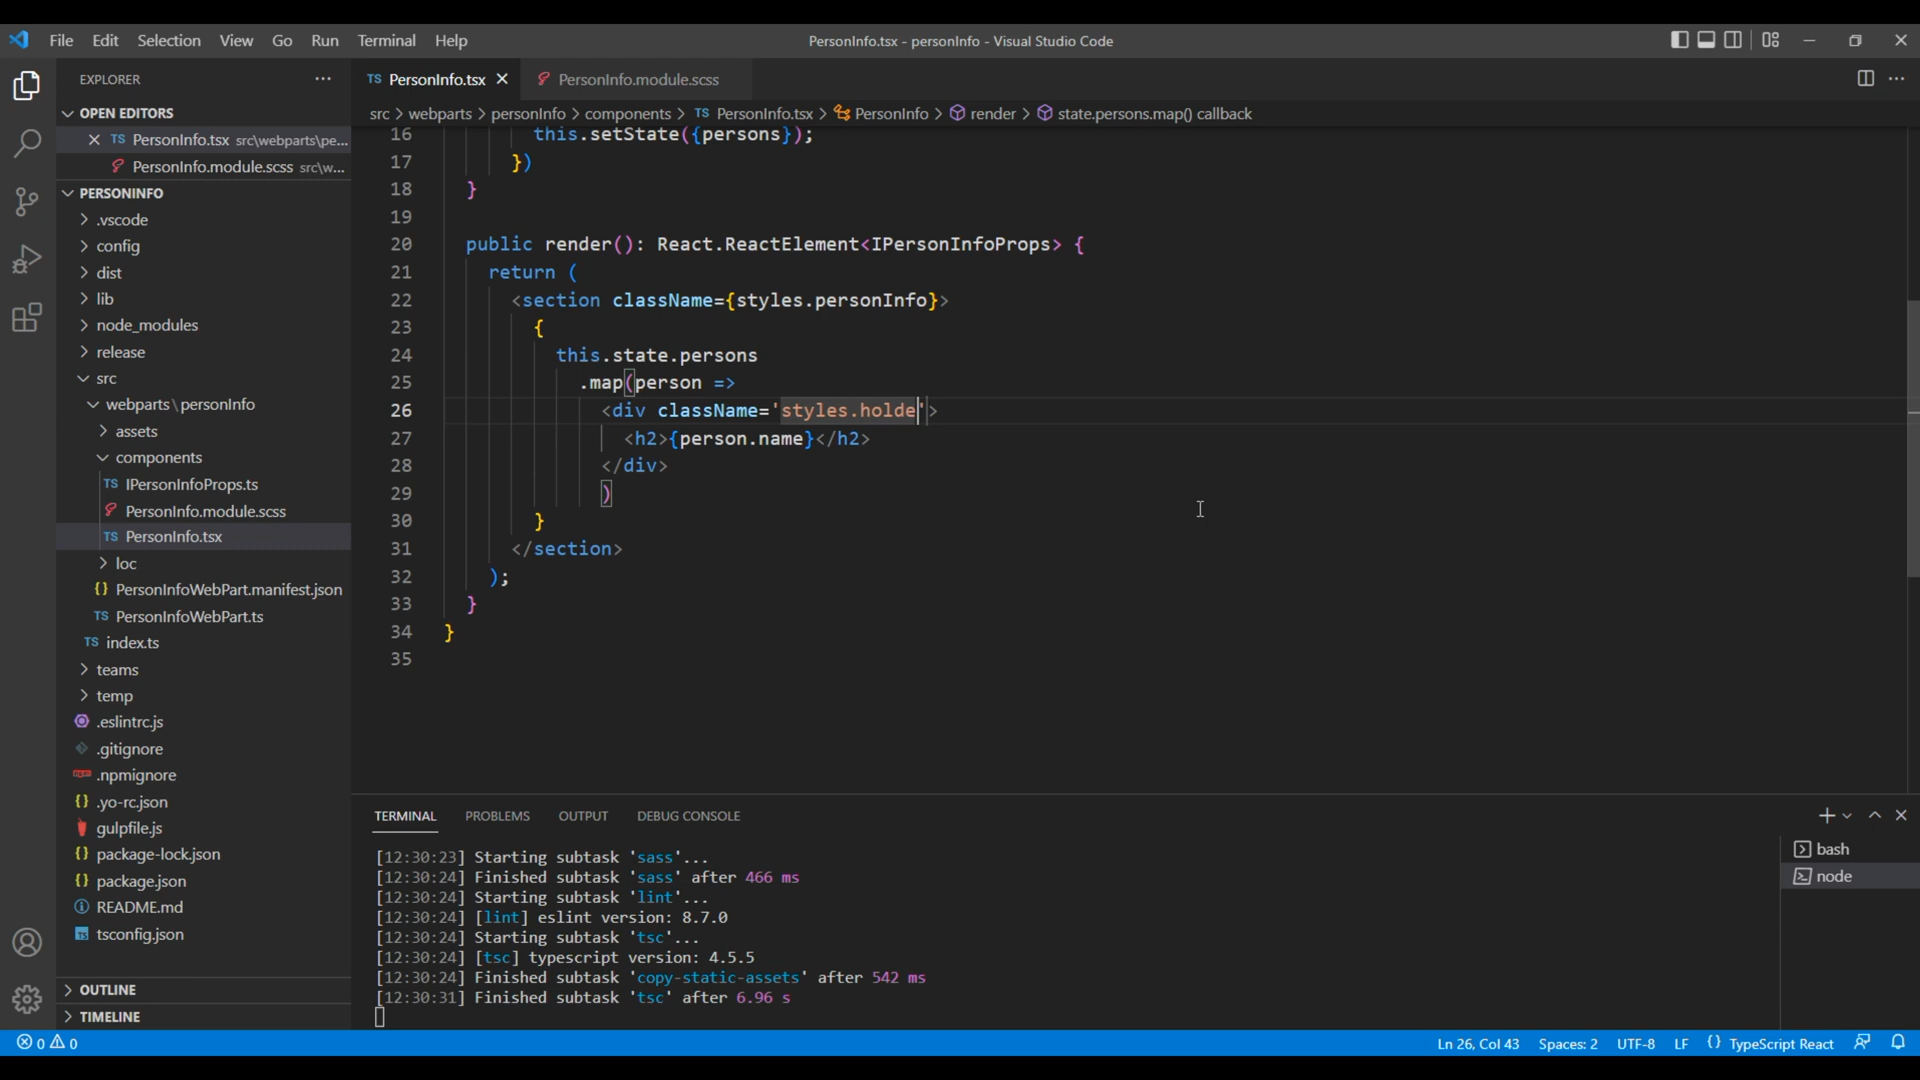 File Edit Selection View Go Run Terminal Help
PersonInfo.tsx - personInfo - Visual Studio Code
EXPLORER
OPEN EDITORS
TS PersonInfo.tsx src\webparts\pe...
PersonInfo.module.scss src\w...
PERSONINFO
.vscode
config
dist
lib
node_modules
release
src
webparts\personInfo
assets
components
TS IPersonInfoProps.ts
PersonInfo.module.scss
TS PersonInfo.tsx
loc
{} PersonInfoWebPart.manifest.json
TS PersonInfoWebPart.ts
TS index.ts
teams
temp
.eslintrc.js
.gitignore
.npmignore
{} .yo-rc.json
gulpfile.js
{} package-lock.json
{} package.json
README.md
tsconfig.json
OUTLINE
TIMELINE
TS PersonInfo.tsx PersonInfo.module.scss
src > webparts > personInfo > components > TS PersonInfo.tsx > PersonInfo > render > state.persons.map() callback
16 this.setState({persons});
17 })
18 }
19
20 public render(): React.ReactElement<IPersonInfoProps> {
21 return (
22 <section className={styles.personInfo}>
23 {
24 this.state.persons
25 .map(person =>
26 <div className='styles.holde'>
27 <h2>{person.name}</h2>
28 </div>
29 )
30 }
31 </section>
32 );
33 }
34 }
35
TERMINAL PROBLEMS OUTPUT DEBUG CONSOLE
[12:30:23] Starting subtask 'sass'...
[12:30:24] Finished subtask 'sass' after 466 ms
[12:30:24] Starting subtask 'lint'...
[12:30:24] [lint] eslint version: 8.7.0
[12:30:24] Starting subtask 'tsc'...
[12:30:24] [tsc] typescript version: 4.5.5
[12:30:24] Finished subtask 'copy-static-assets' after 542 ms
[12:30:31] Finished subtask 'tsc' after 6.96 s
bash
node
0 0
Ln 26, Col 43 Spaces: 2 UTF-8 LF {} TypeScript React